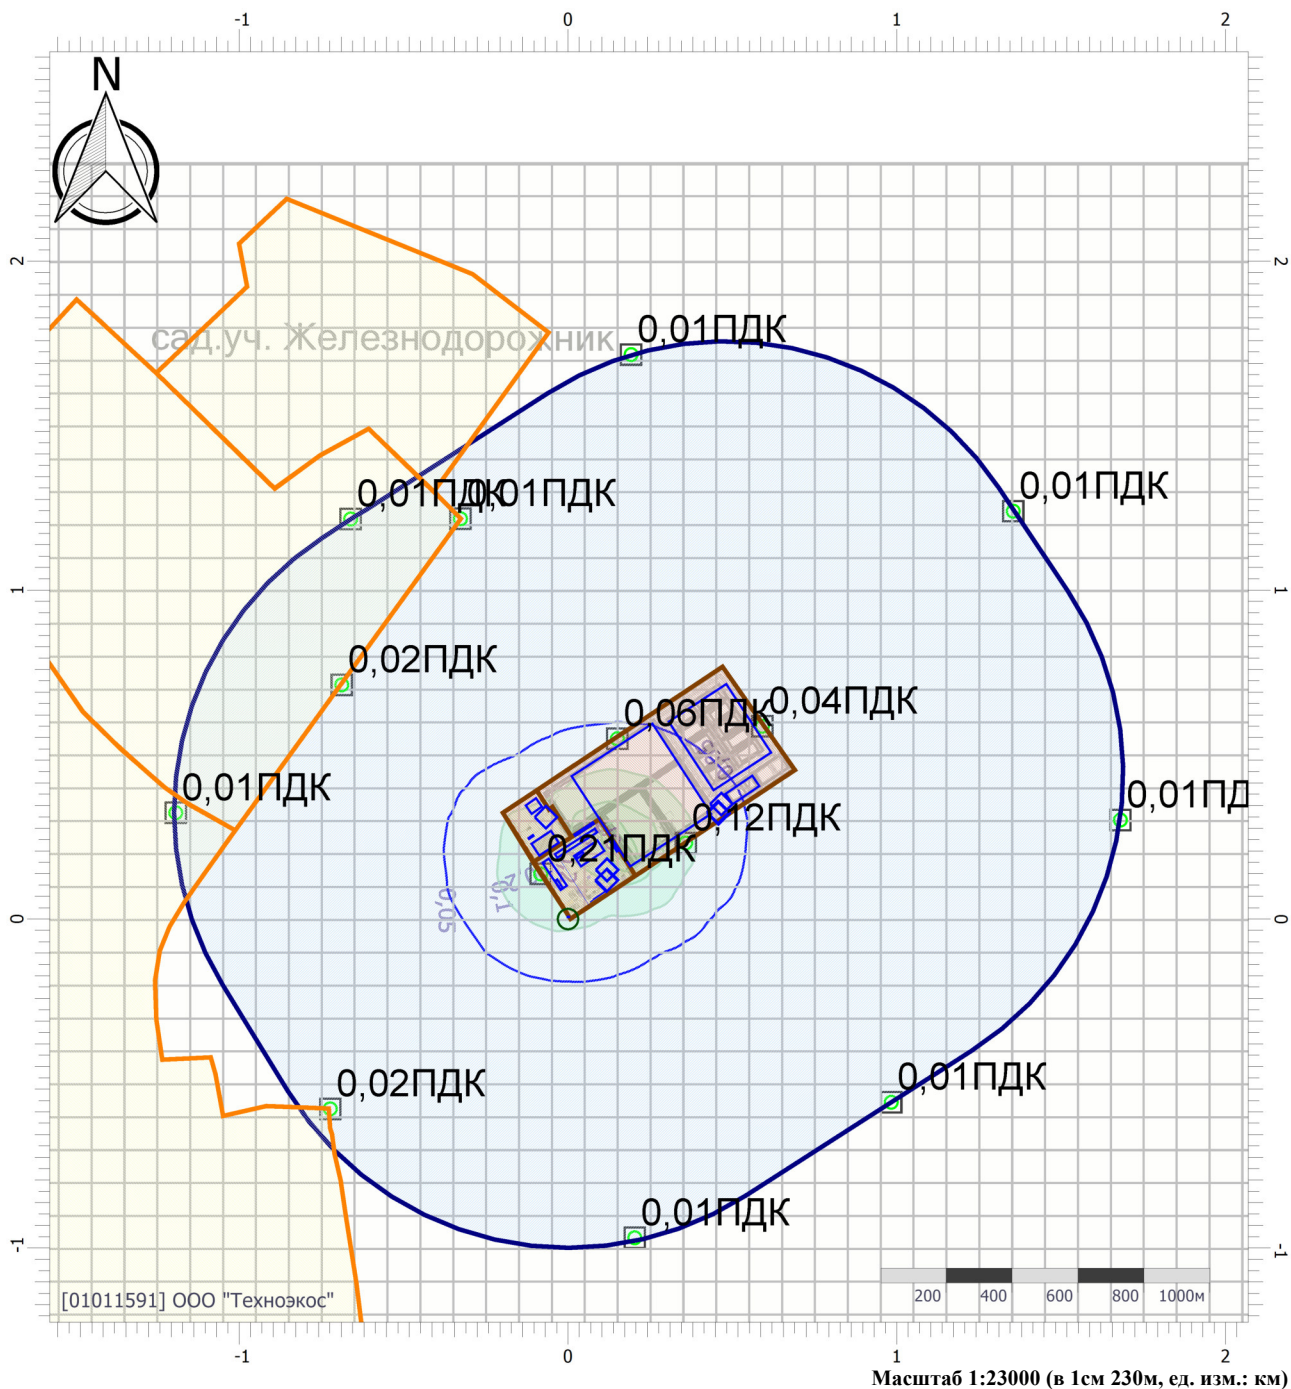 -1
0
1
2
N
2
2
сад.уч. Железнодорожник
0,01ПДК
0,01ПДК
0,01ПДК
0,01ПДК
1
1
0,02ПДК
0,06ПДК
0,04ПДК
0,01ПДК
0,01ПД
0,12ПДК
0,21ПДК
0,05
0,1
0
0
0,02ПДК
0,01ПДК
0,01ПДК
-1
-1
[01011591] ООО "Техноэкос"
200 400 600 800 1000м
-1
0
1
2
Масштаб 1:23000 (в 1см 230м, ед. изм.: км)